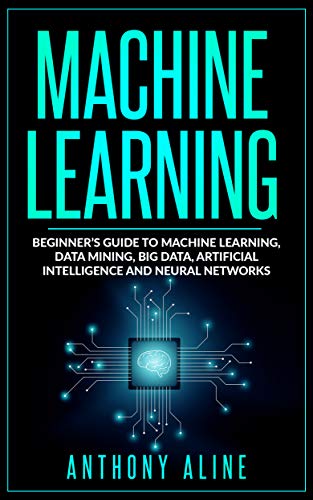 MACHINE
LEARNING
BEGINNER'S GUIDE TO MACHINE LEARNING,
DATA MINING, BIG DATA, ARTIFICIAL
INTELLIGENCE AND NEURAL NETWORKS
ANTHONY ALINE